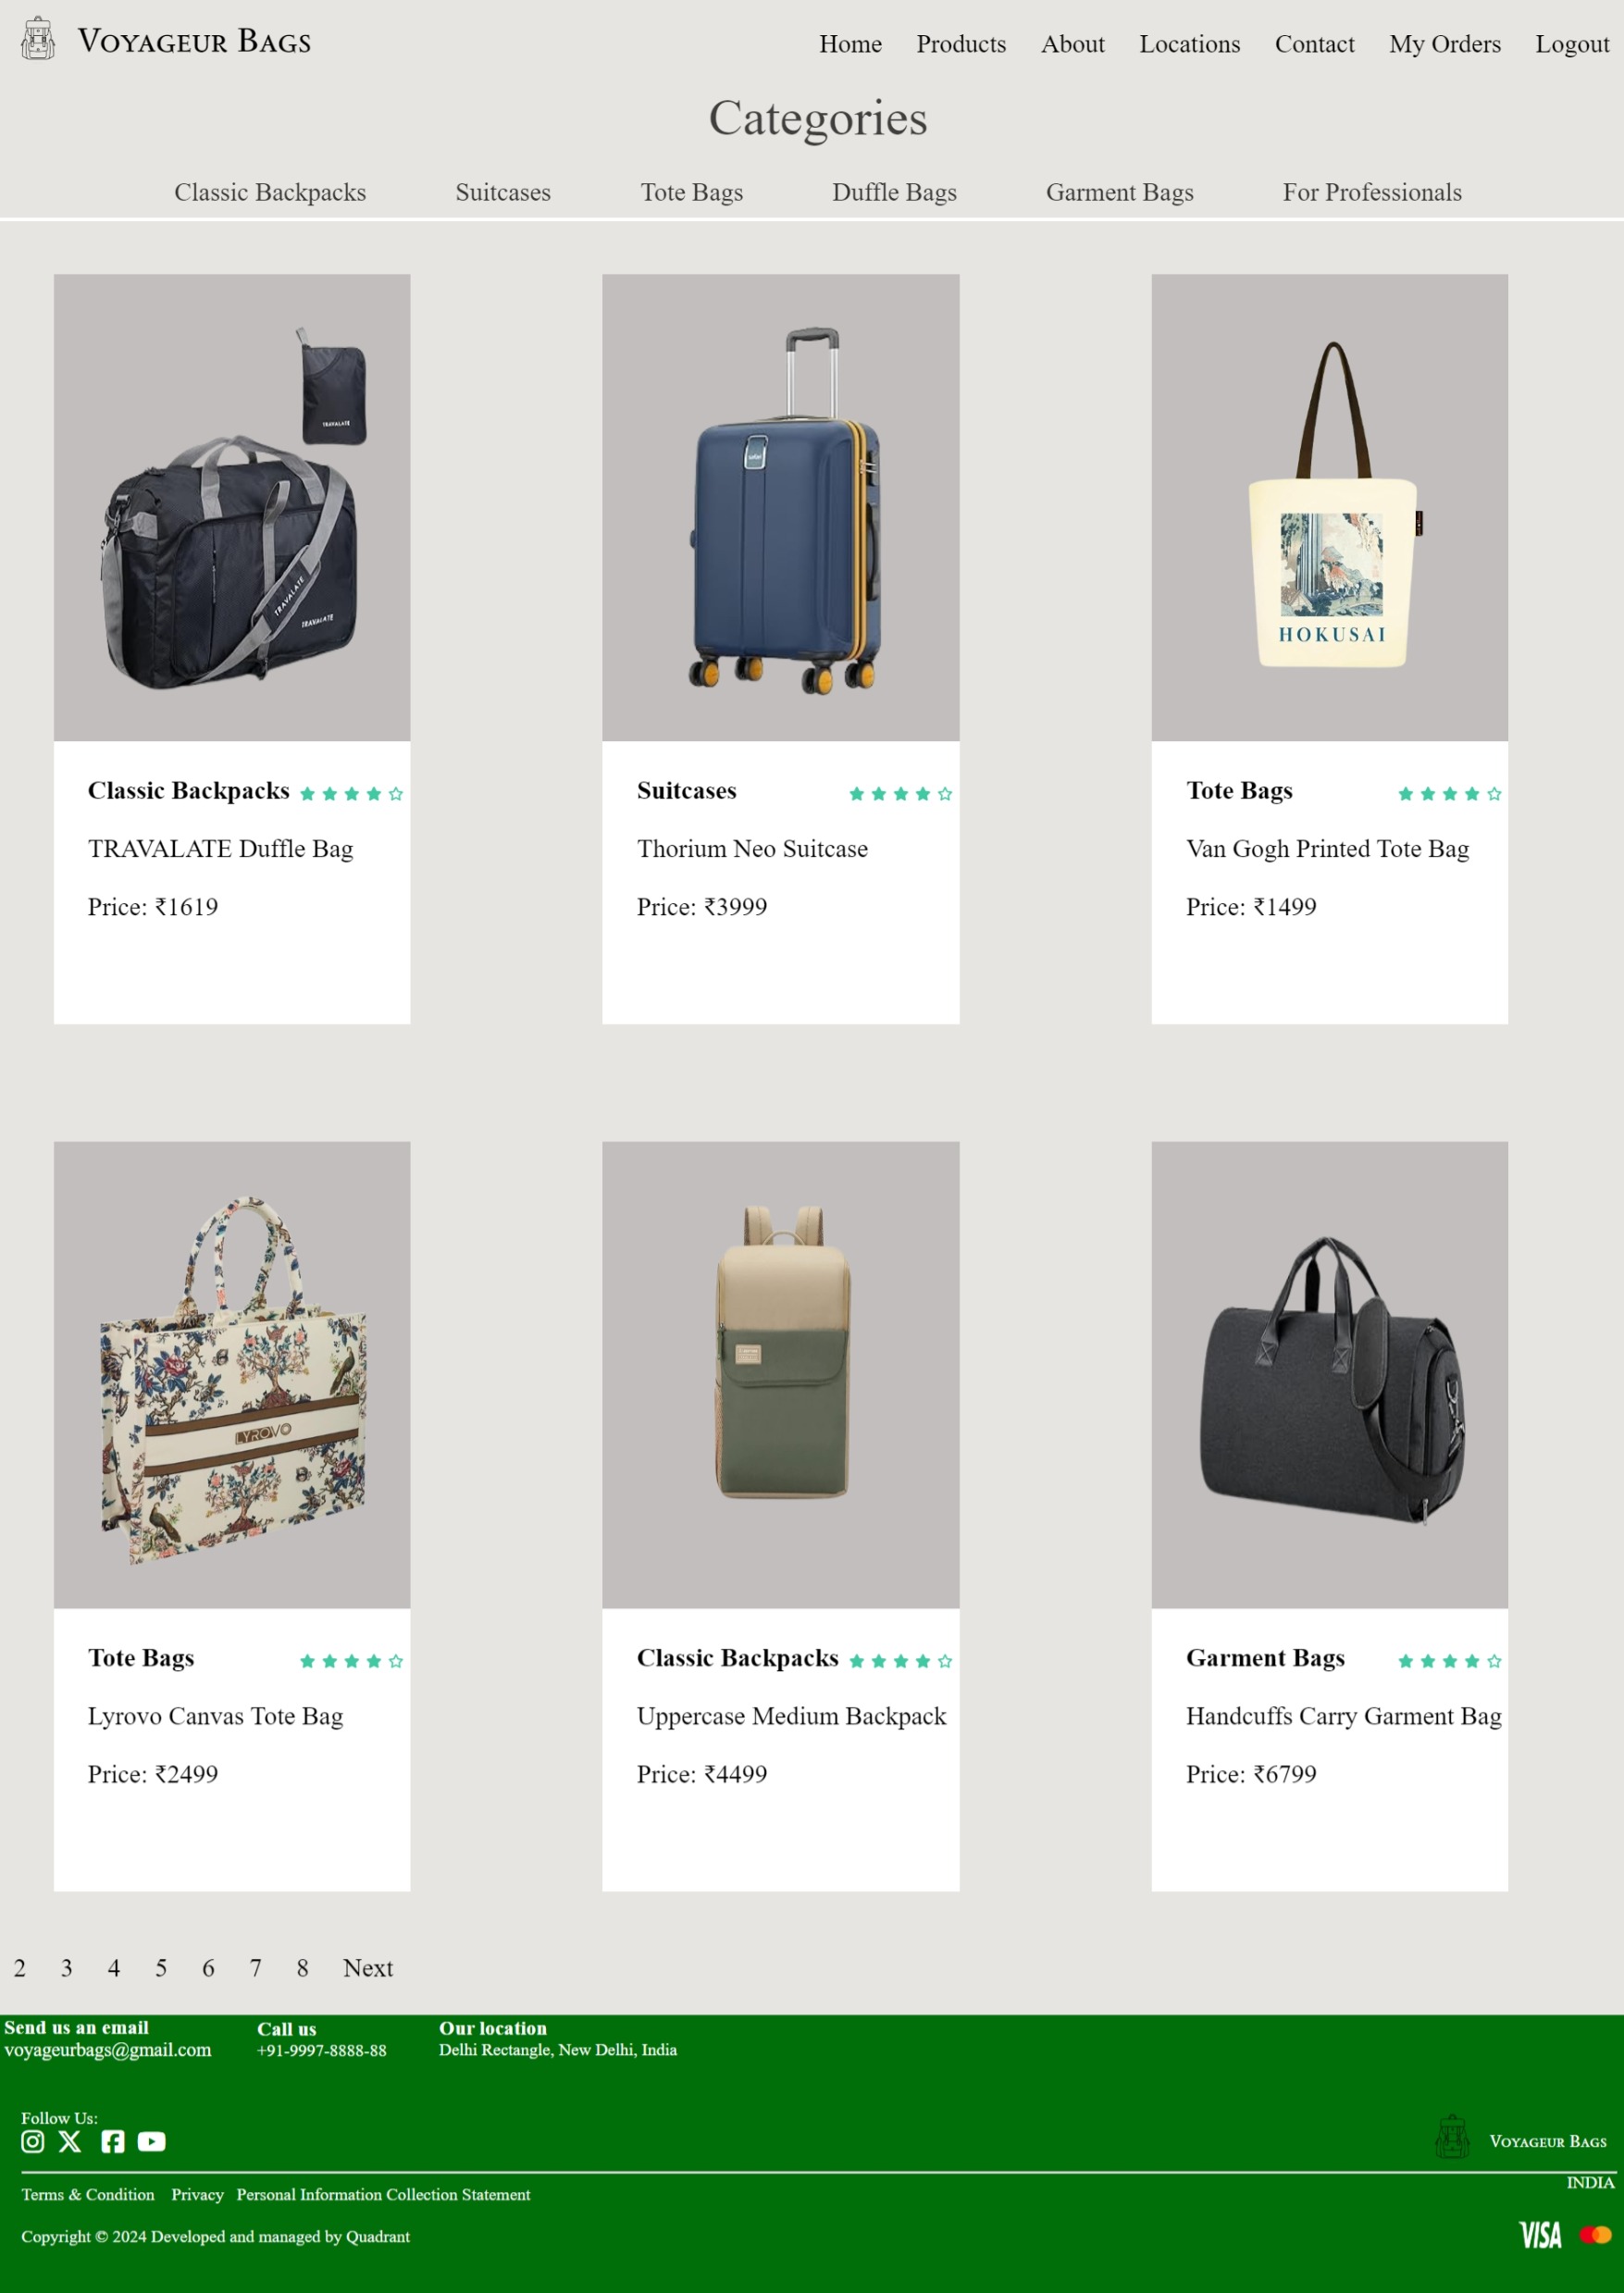 Voyageur Bags
Home Products About Locations Contact My Orders Logout
Categories
Classic Backpacks Suitcases Tote Bags Duffle Bags Garment Bags For Professionals
TRAVALATE
TRAVALATE
TRAVALATE
HOKUSAI
Classic Backpacks
TRAVALATE Duffle Bag
Price: ₹1619
Suitcases
Thorium Neo Suitcase
Price: ₹3999
Tote Bags
Van Gogh Printed Tote Bag
Price: ₹1499
LYROVO
Tote Bags
Lyrovo Canvas Tote Bag
Price: ₹2499
Classic Backpacks
Uppercase Medium Backpack
Price: ₹4499
Garment Bags
Handcuffs Carry Garment Bag
Price: ₹6799
2 3 4 5 6 7 8 Next
Send us an email
voyageurbags@gmail.com
Call us
+91-9997-8888-88
Our location
Delhi Rectangle, New Delhi, India
Follow Us:
Voyageur Bags
INDIA
Terms & Condition Privacy Personal Information Collection Statement
Copyright © 2024 Developed and managed by Quadrant
VISA